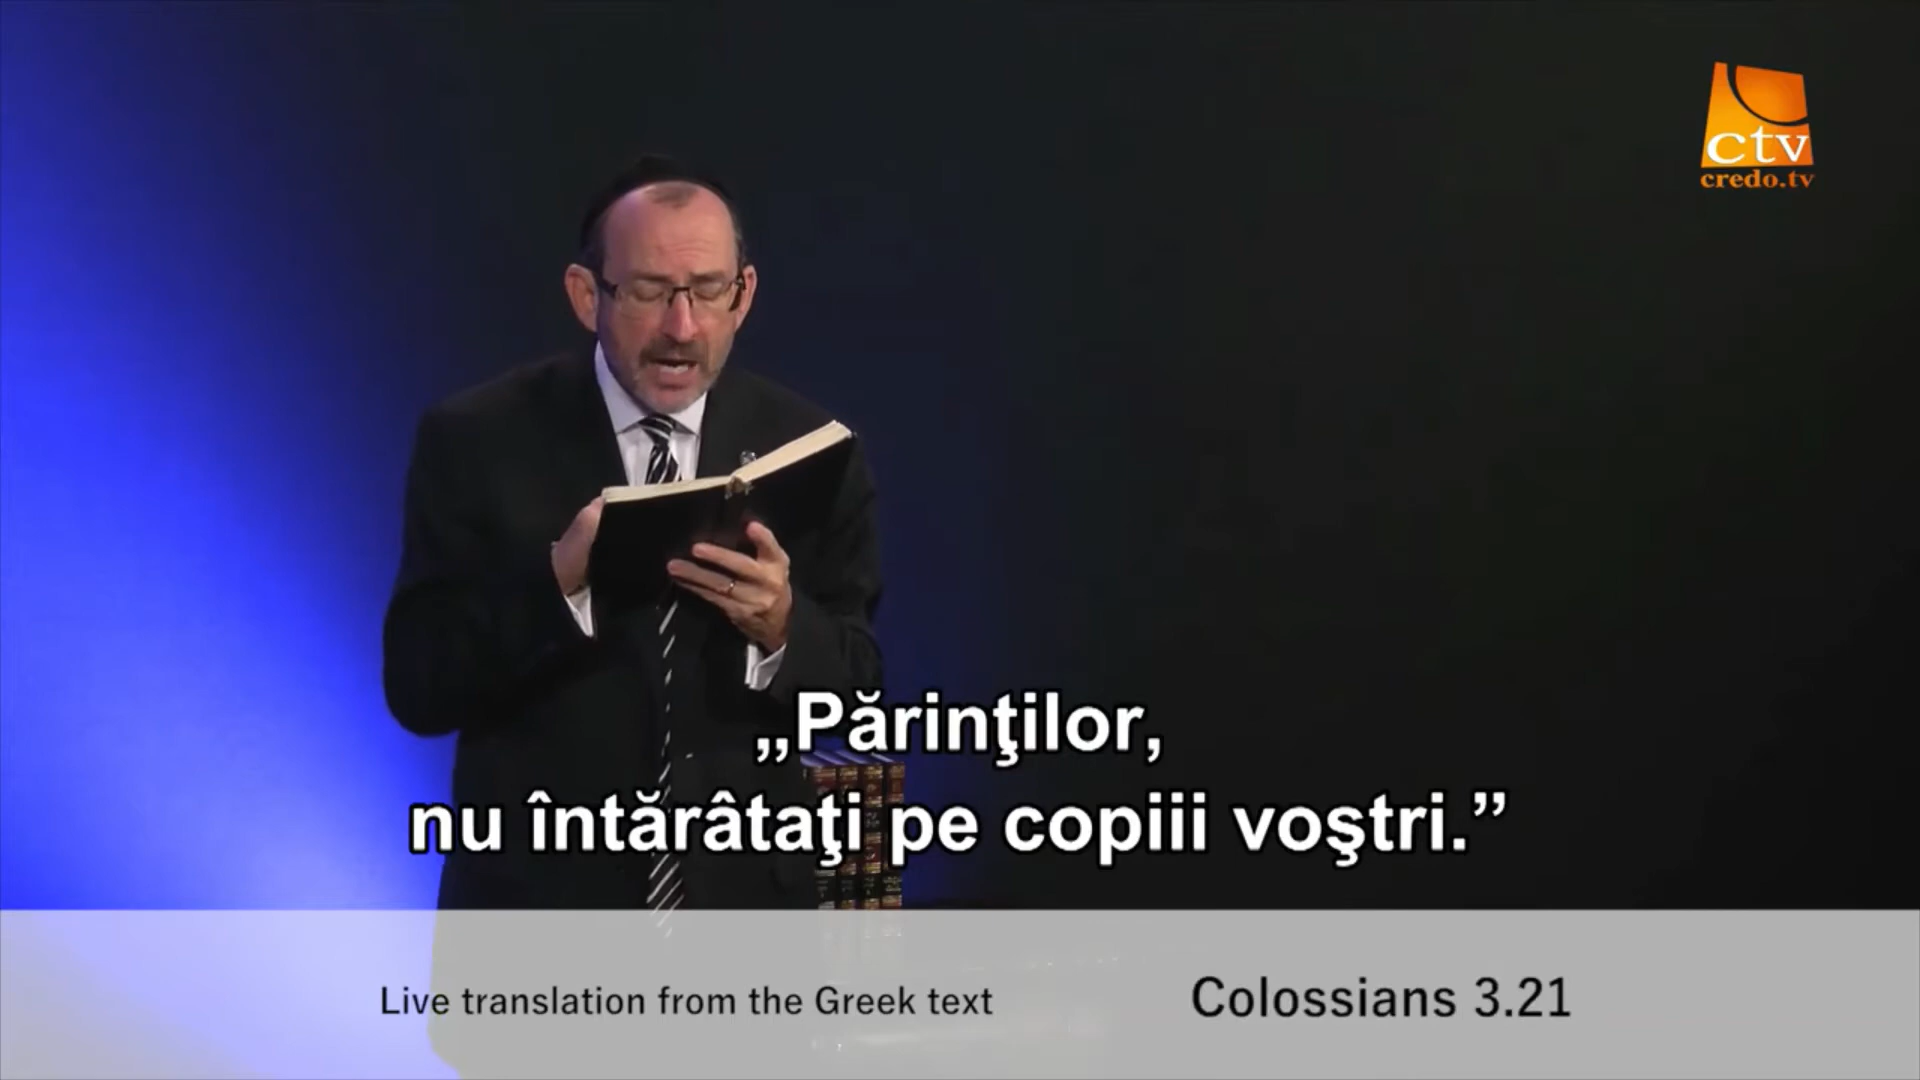 ctv
credo.tv
„Părinţilor,
nu întărâtaţi pe copiii voştri.”
Live translation from the Greek text
Colossians 3.21